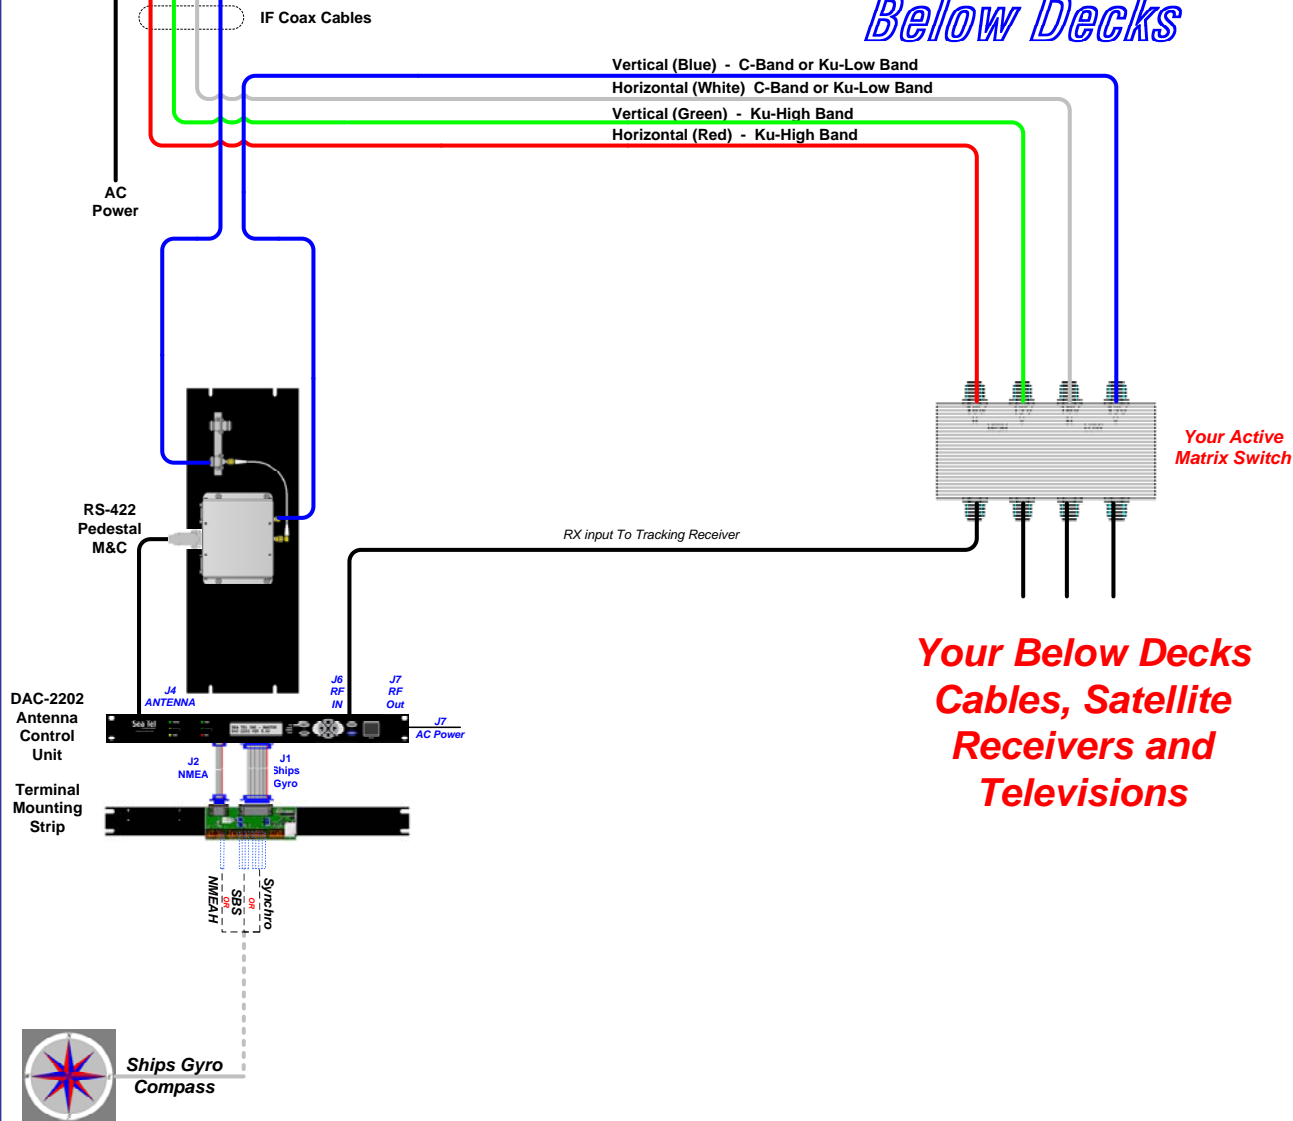 IF Coax Cables
Below Decks
Vertical (Blue) - C-Band or Ku-Low Band
Horizontal (White) C-Band or Ku-Low Band
Vertical (Green) - Ku-High Band
Horizontal (Red) - Ku-High Band
AC
Power
Your Active
Matrix Switch
RS-422
Pedestal
M&C
RX input To Tracking Receiver
Your Below Decks
Cables, Satellite
Receivers and
Televisions
DAC-2202
Antenna
Control
Unit
J4
ANTENNA
J6
RF
IN
J7
RF
Out
J7
AC Power
Sea Tel
J2
NMEA
J1
Ships
Gyro
Terminal
Mounting
Strip
NMEAH
OR
SBS
OR
Synchro
Ships Gyro
Compass